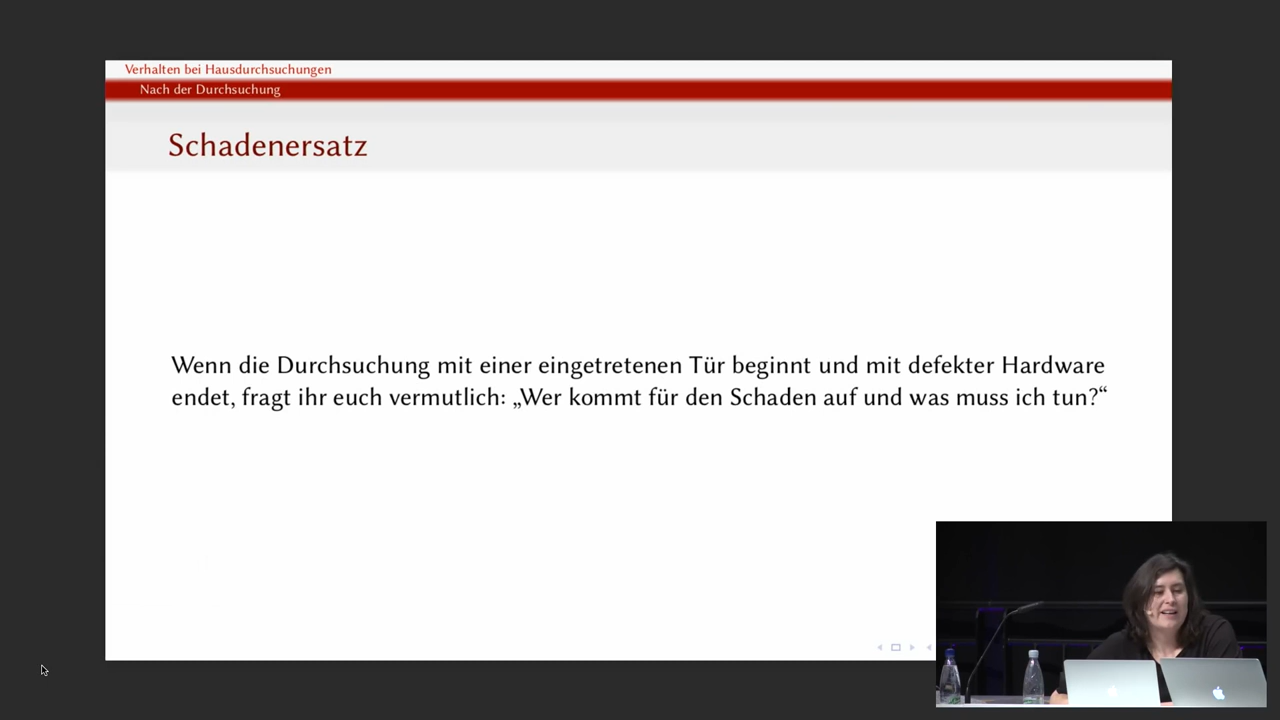 Verhalten bei Hausdurchsuchungen
Nach der Durchsuchung
Schadenersatz
Wenn die Durchsuchung mit einer eingetretenen Tür beginnt und mit defekter Hardware
endet, fragt ihr euch vermutlich: „Wer kommt für den Schaden auf und was muss ich tun?“